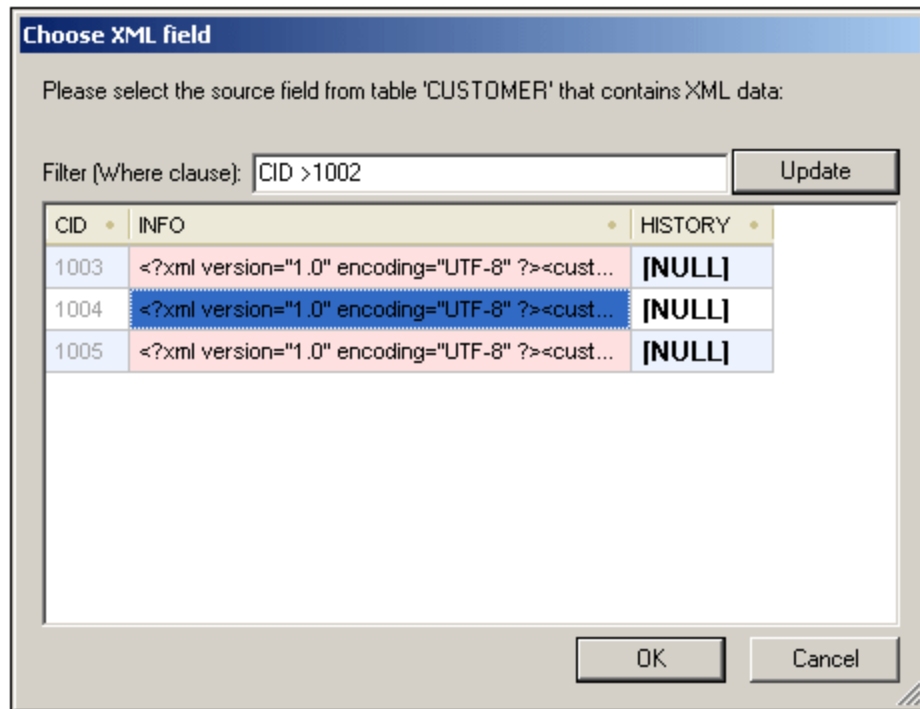 Choose XML field
Please select the source field from table 'CUSTOMER' that contains XML data:
Filter (Where clause): CID >1002 Update
CID INFO HISTORY
1003 <?xml version="1.0" encoding="UTF-8" ?><cust... [NULL]
1004 <?xml version="1.0" encoding="UTF-8" ?><cust... [NULL]
1005 <?xml version="1.0" encoding="UTF-8" ?><cust... [NULL]
OK Cancel